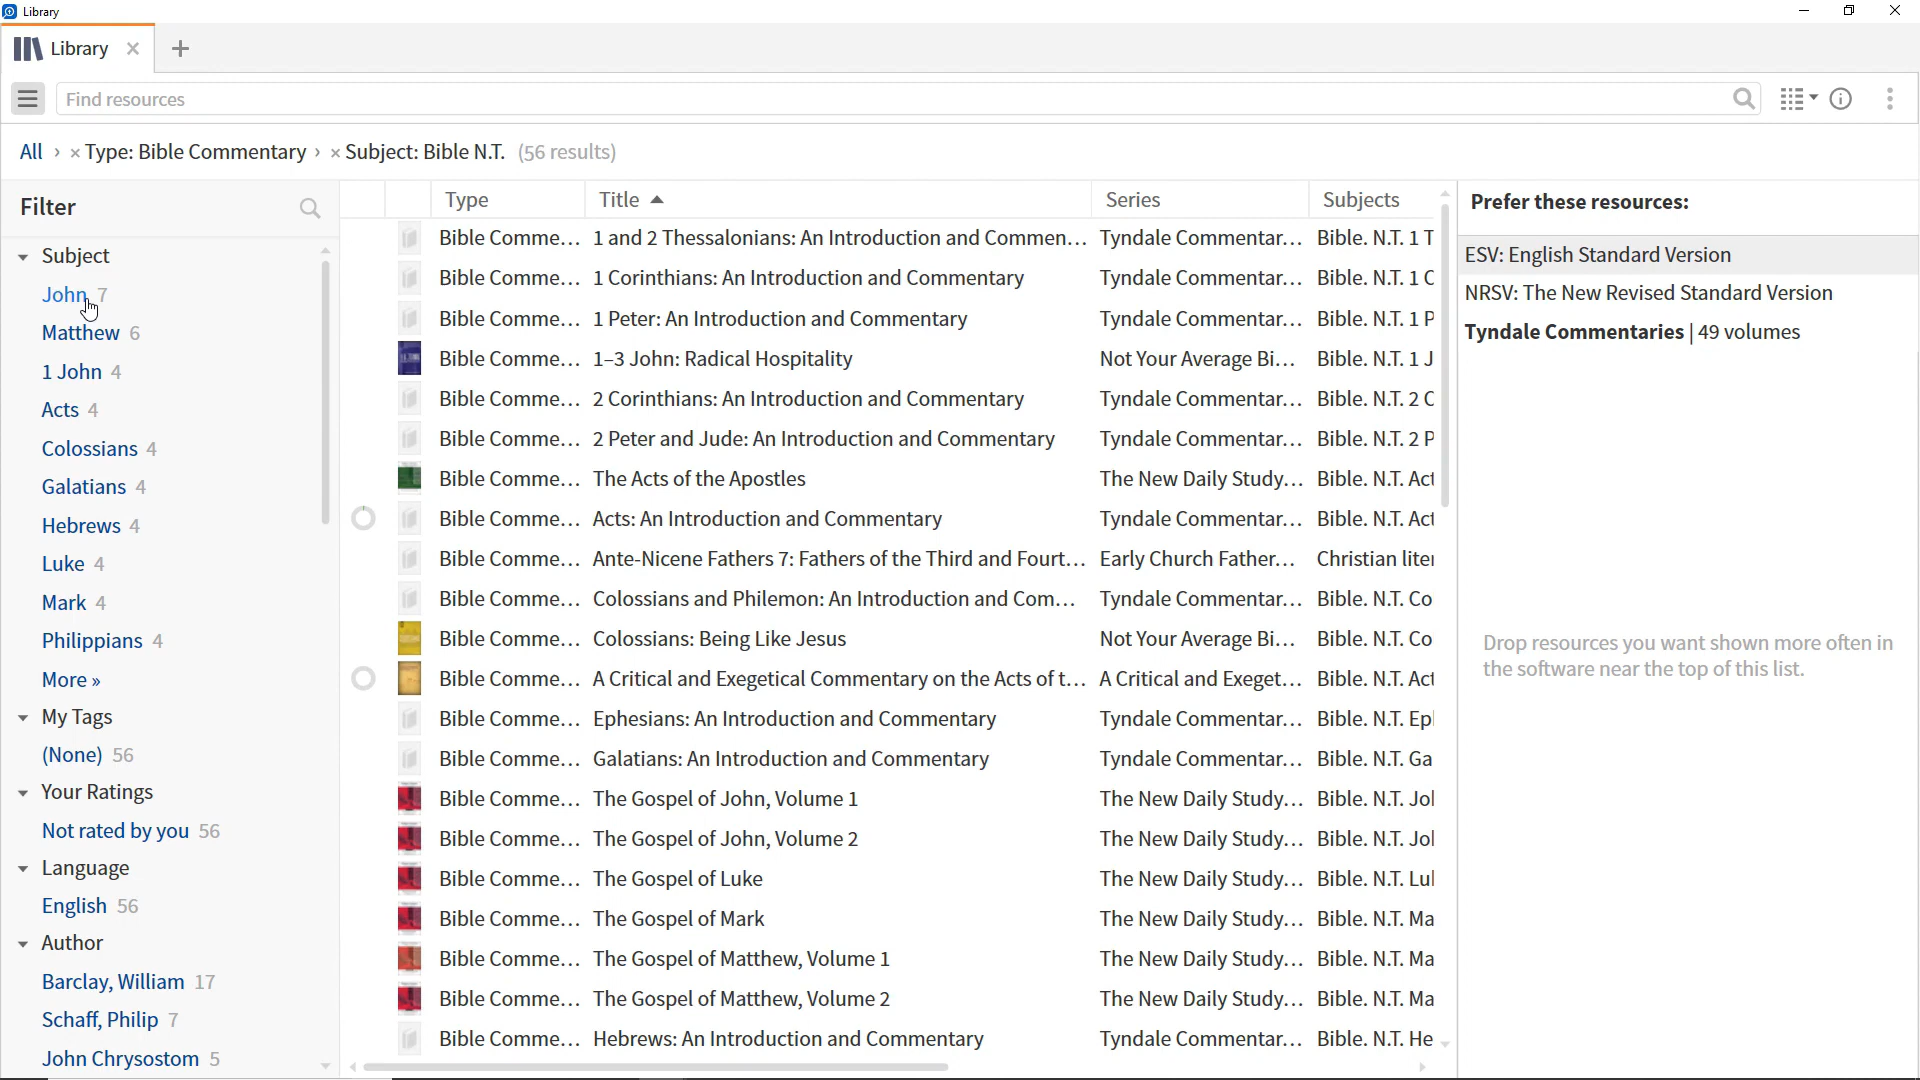 Library
Library
Find resources
All › × Type: Bible Commentary › × Subject: Bible N.T. (56 results)
Filter
Subject
John 7
Matthew 6
1 John 4
Acts 4
Colossians 4
Galatians 4
Hebrews 4
Luke 4
Mark 4
Philippians 4
More »
My Tags
(None) 56
Your Ratings
Not rated by you 56
Language
English 56
Author
Barclay, William 17
Schaff, Philip 7
John Chrysostom 5
Type Title Series Subjects
Bible Comme... 1 and 2 Thessalonians: An Introduction and Commen... Tyndale Commentar... Bible. N.T. 1 T
Bible Comme... 1 Corinthians: An Introduction and Commentary Tyndale Commentar... Bible. N.T. 1 C
Bible Comme... 1 Peter: An Introduction and Commentary Tyndale Commentar... Bible. N.T. 1 P
Bible Comme... 1–3 John: Radical Hospitality Not Your Average Bi... Bible. N.T. 1 J
Bible Comme... 2 Corinthians: An Introduction and Commentary Tyndale Commentar... Bible. N.T. 2 C
Bible Comme... 2 Peter and Jude: An Introduction and Commentary Tyndale Commentar... Bible. N.T. 2 P
Bible Comme... The Acts of the Apostles The New Daily Study... Bible. N.T. Act
Bible Comme... Acts: An Introduction and Commentary Tyndale Commentar... Bible. N.T. Act
Bible Comme... Ante-Nicene Fathers 7: Fathers of the Third and Fourt... Early Church Father... Christian liter
Bible Comme... Colossians and Philemon: An Introduction and Com... Tyndale Commentar... Bible. N.T. Co
Bible Comme... Colossians: Being Like Jesus Not Your Average Bi... Bible. N.T. Co
Bible Comme... A Critical and Exegetical Commentary on the Acts of t... A Critical and Exeget... Bible. N.T. Act
Bible Comme... Ephesians: An Introduction and Commentary Tyndale Commentar... Bible. N.T. Ep
Bible Comme... Galatians: An Introduction and Commentary Tyndale Commentar... Bible. N.T. Ga
Bible Comme... The Gospel of John, Volume 1 The New Daily Study... Bible. N.T. Jo
Bible Comme... The Gospel of John, Volume 2 The New Daily Study... Bible. N.T. Jo
Bible Comme... The Gospel of Luke The New Daily Study... Bible. N.T. Lu
Bible Comme... The Gospel of Mark The New Daily Study... Bible. N.T. Ma
Bible Comme... The Gospel of Matthew, Volume 1 The New Daily Study... Bible. N.T. Ma
Bible Comme... The Gospel of Matthew, Volume 2 The New Daily Study... Bible. N.T. Ma
Bible Comme... Hebrews: An Introduction and Commentary Tyndale Commentar... Bible. N.T. He
Prefer these resources:
ESV: English Standard Version
NRSV: The New Revised Standard Version
Tyndale Commentaries | 49 volumes
Drop resources you want shown more often in
the software near the top of this list.